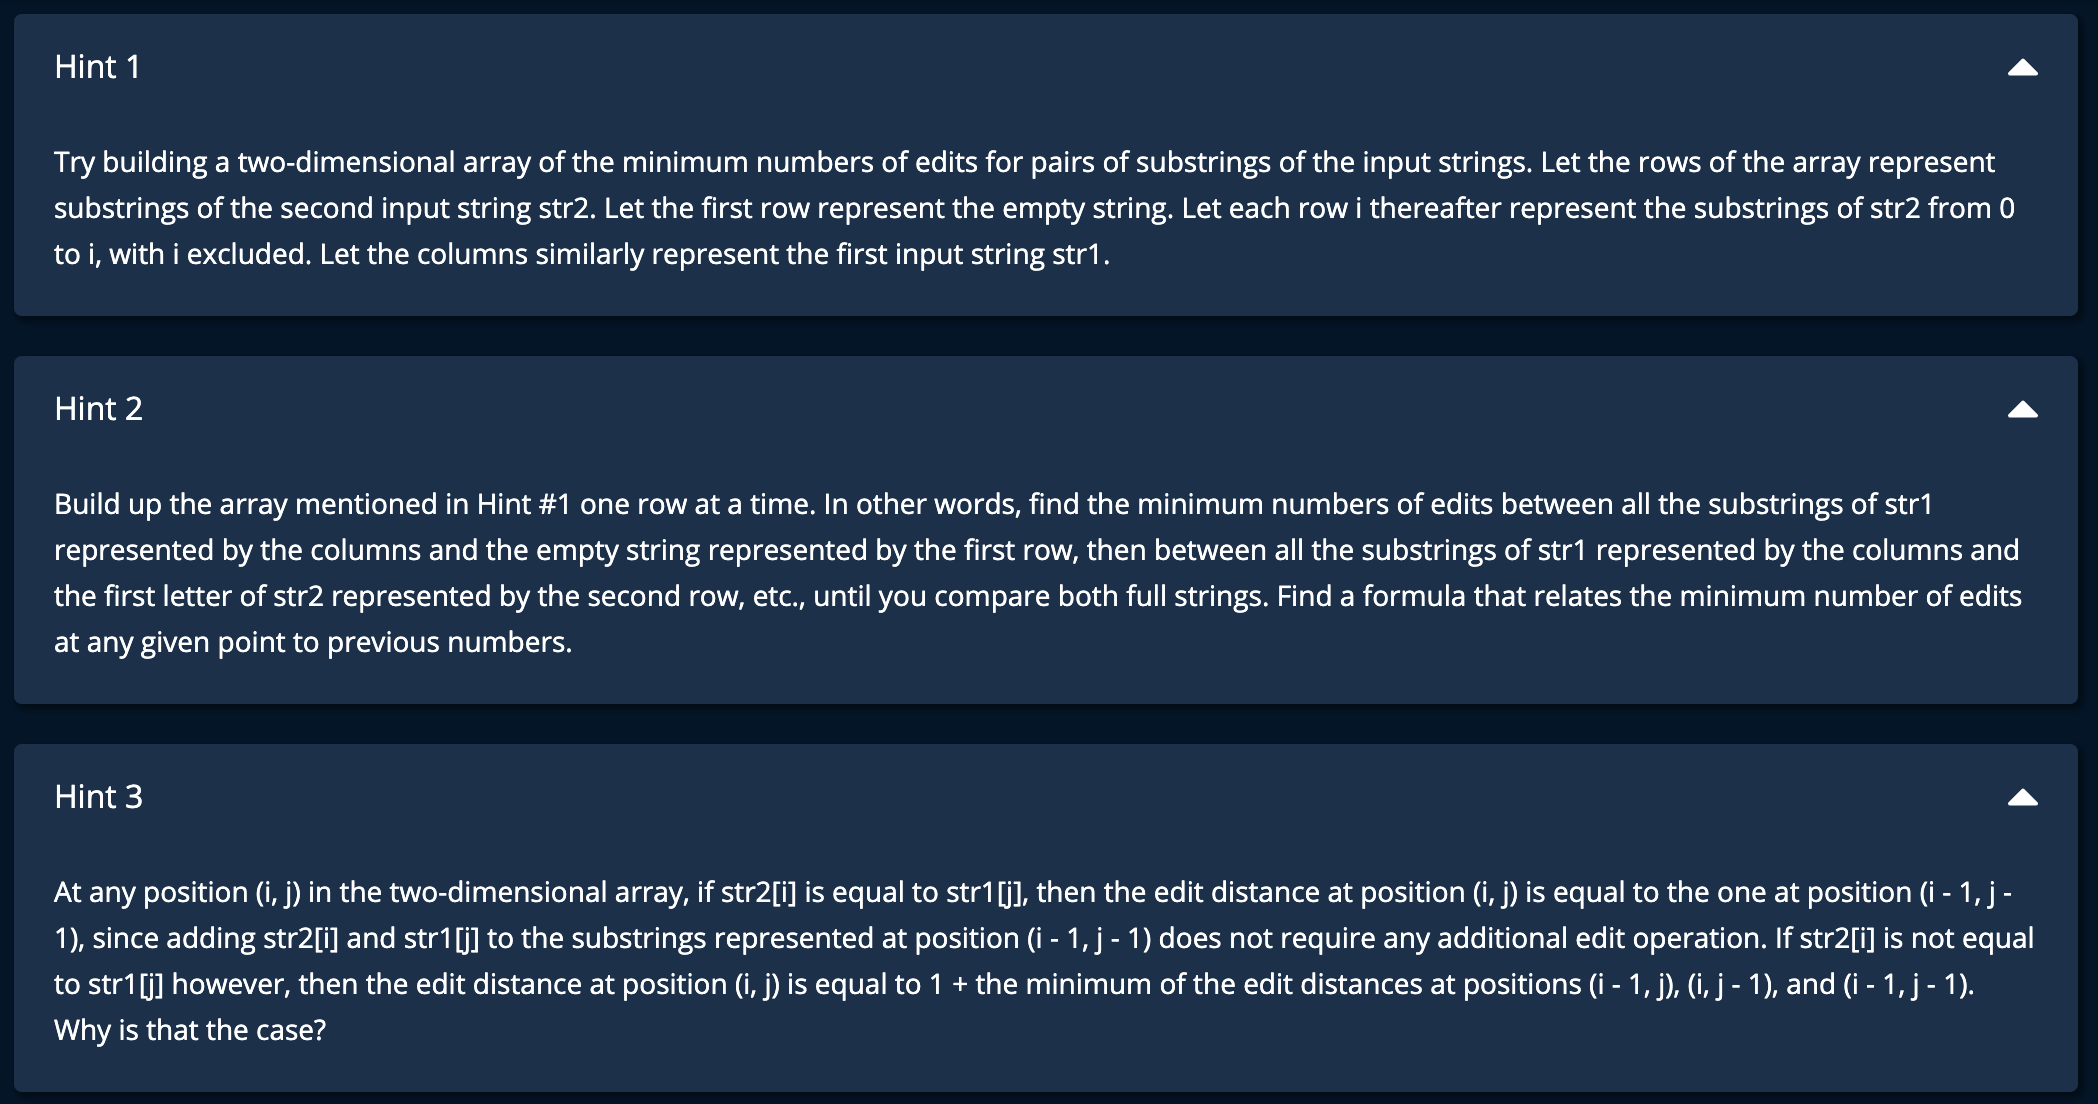 Hint 1
Try building a two-dimensional array of the minimum numbers of edits for pairs of substrings of the input strings. Let the rows of the array represent
substrings of the second input string str2. Let the first row represent the empty string. Let each row i thereafter represent the substrings of str2 from 0
to i, with i excluded. Let the columns similarly represent the first input string str1.
Hint 2
Build up the array mentioned in Hint #1 one row at a time. In other words, find the minimum numbers of edits between all the substrings of str1
represented by the columns and the empty string represented by the first row, then between all the substrings of str1 represented by the columns and
the first letter of str2 represented by the second row, etc., until you compare both full strings. Find a formula that relates the minimum number of edits
at any given point to previous numbers.
Hint 3
At any position (i, j) in the two-dimensional array, if str2[i] is equal to str1[j], then the edit distance at position (i, j) is equal to the one at position (i - 1, j -
1), since adding str2[i] and str1[j] to the substrings represented at position (i - 1, j - 1) does not require any additional edit operation. If str2[i] is not equal
to str1[j] however, then the edit distance at position (i, j) is equal to 1 + the minimum of the edit distances at positions (i - 1, j), (i, j - 1), and (i - 1, j - 1).
Why is that the case?